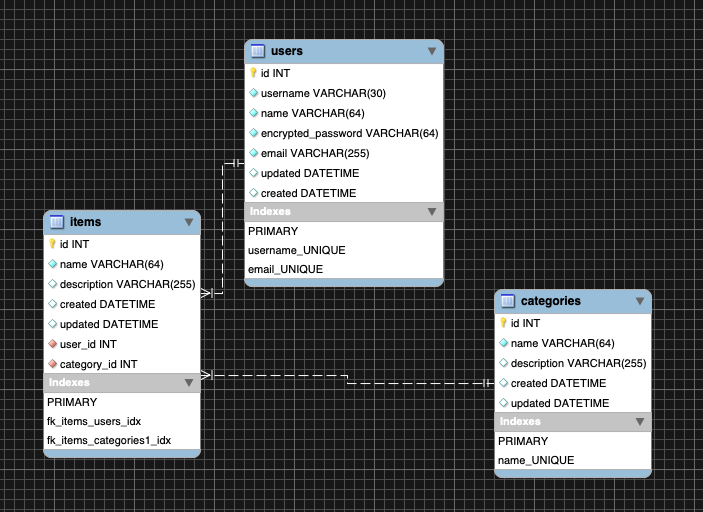 users
id INT
username VARCHAR(30)
name VARCHAR(64)
encrypted_password VARCHAR(64)
email VARCHAR(255)
updated DATETIME
created DATETIME
Indexes
PRIMARY
username_UNIQUE
email_UNIQUE
items
id INT
name VARCHAR(64)
description VARCHAR(255)
created DATETIME
updated DATETIME
user_id INT
category_id INT
Indexes
PRIMARY
fk_items_users_idx
fk_items_categories1_idx
categories
id INT
name VARCHAR(64)
description VARCHAR(255)
created DATETIME
updated DATETIME
Indexes
PRIMARY
name_UNIQUE